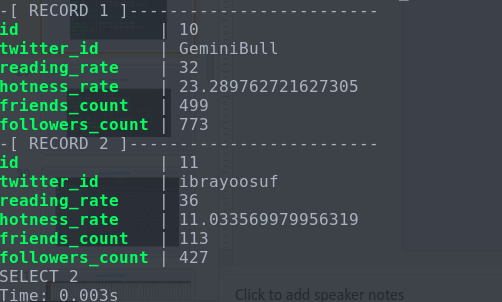 -[ RECORD 1 ]-------------------------
id | 10
twitter_id | GeminiBull
reading_rate | 32
hotness_rate | 23.289762721627305
friends_count | 499
followers_count | 773
-[ RECORD 2 ]-------------------------
id | 11
twitter_id | ibrayoosuf
reading_rate | 36
hotness_rate | 11.033569979956319
friends_count | 113
followers_count | 427
SELECT 2
Time: 0.003s
Click to add speaker notes